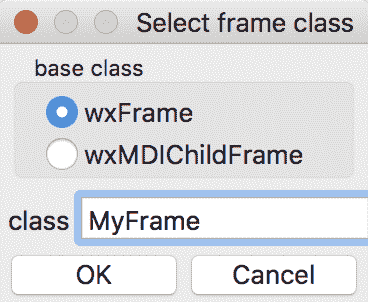 Select frame class
base class
wxFrame
wxMDIChildFrame
class MyFrame
OK Cancel